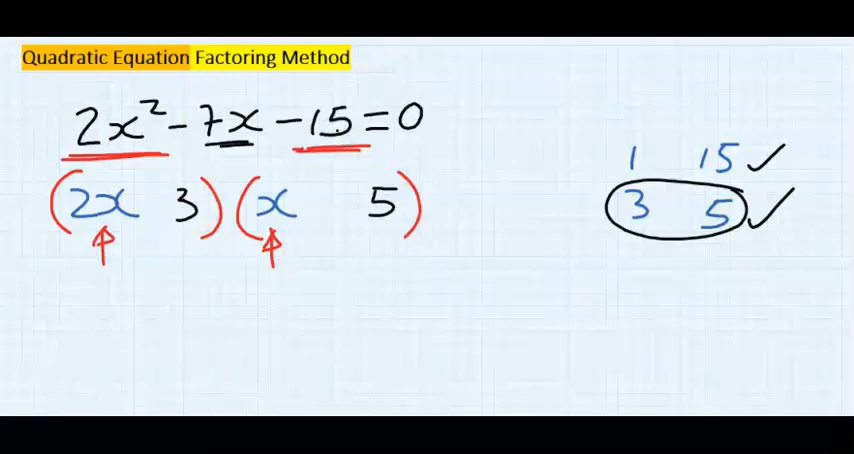 Quadratic Equation Factoring Method
2x² - 7x - 15 = 0
1 15 ✓
(2x 3) (x 5)
3 5 ✓